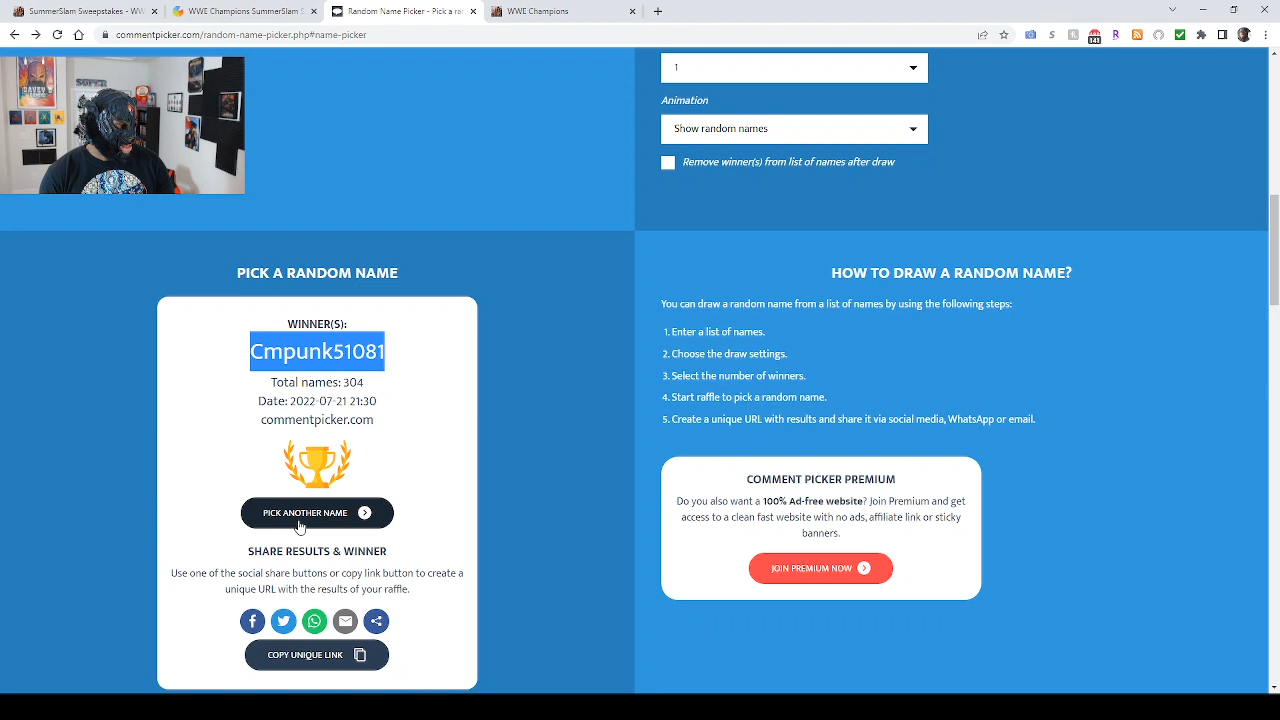 SummerSlam Sweepstakes - WW
WWE Champions SummerSlam S
Random Name Picker - Pick a ra
WWE Champions
commentpicker.com/random-name-picker.php#name-picker
141
SUPER
1
Animation
Show random names
Remove winner(s) from list of names after draw
PICK A RANDOM NAME
WINNER(S):
Cmpunk51081
Total names: 304
Date: 2022-07-21 21:30
commentpicker.com
PICK ANOTHER NAME
SHARE RESULTS & WINNER
Use one of the social share buttons or copy link button to create a
unique URL with the results of your raffle.
COPY UNIQUE LINK
HOW TO DRAW A RANDOM NAME?
You can draw a random name from a list of names by using the following steps:
1. Enter a list of names.
2. Choose the draw settings.
3. Select the number of winners.
4. Start raffle to pick a random name.
5. Create a unique URL with results and share it via social media, WhatsApp or email.
COMMENT PICKER PREMIUM
Do you also want a 100% Ad-free website? Join Premium and get
access to a clean fast website with no ads, affiliate link or sticky
banners.
JOIN PREMIUM NOW